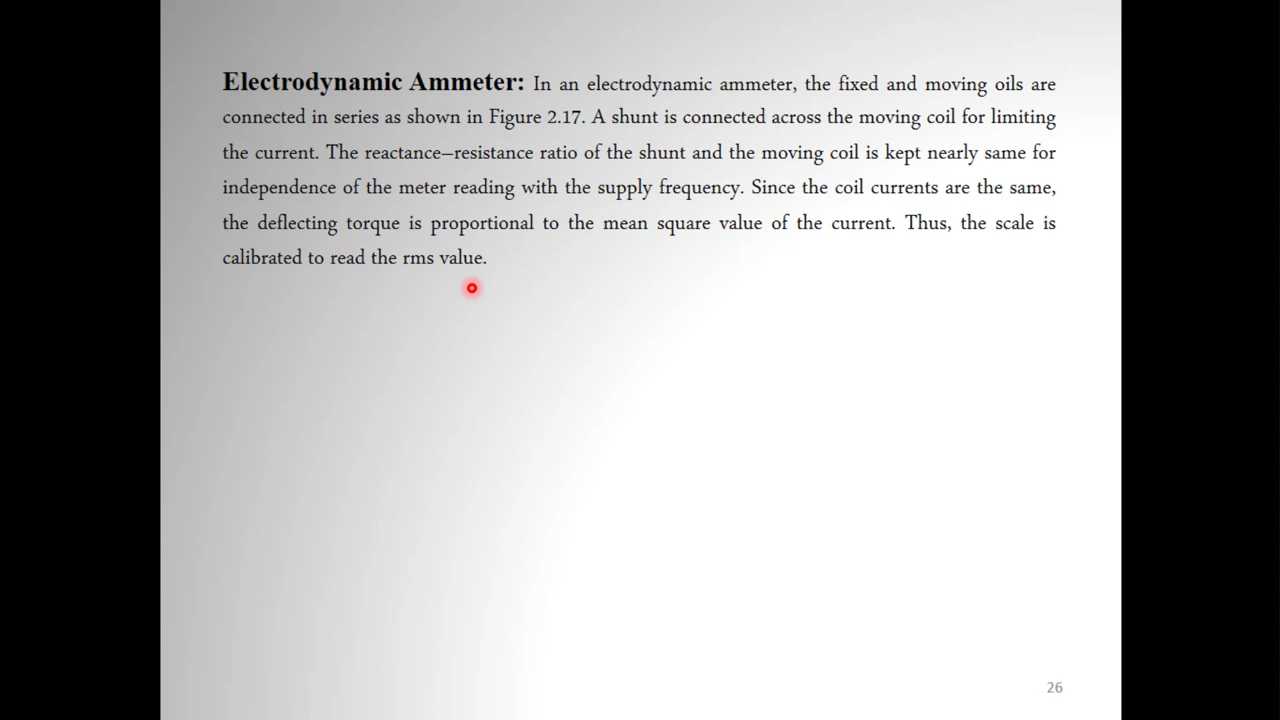 Electrodynamic Ammeter: In an electrodynamic ammeter, the fixed and moving oils are
connected in series as shown in Figure 2.17. A shunt is connected across the moving coil for limiting
the current. The reactance–resistance ratio of the shunt and the moving coil is kept nearly same for
independence of the meter reading with the supply frequency. Since the coil currents are the same,
the deflecting torque is proportional to the mean square value of the current. Thus, the scale is
calibrated to read the rms value.
26